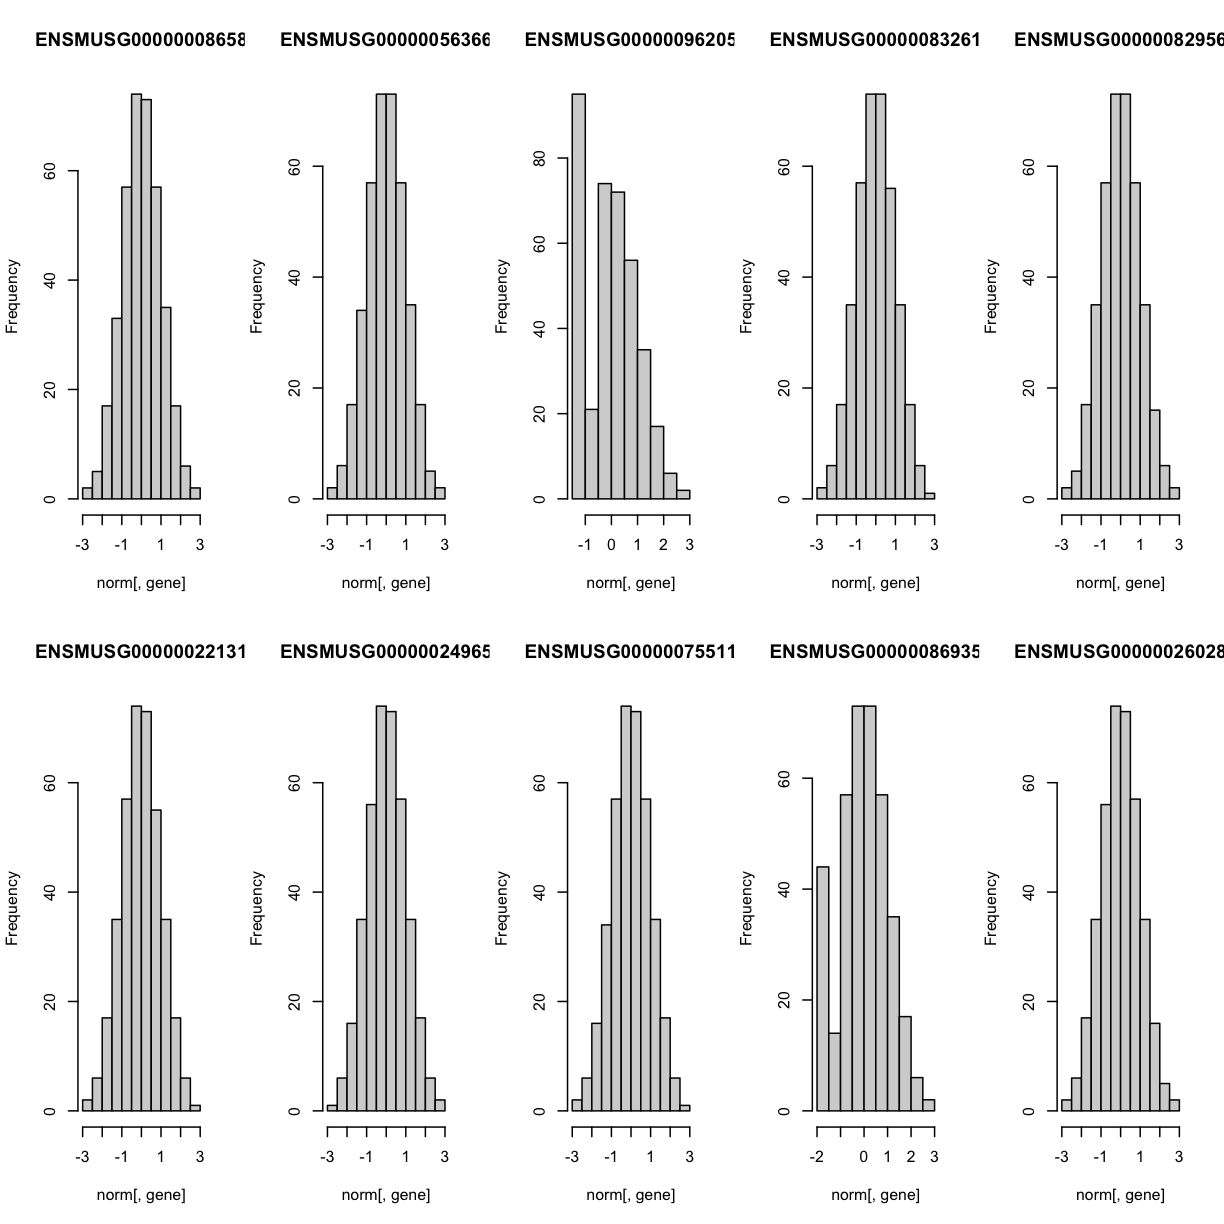 ENSMUSG00000008658 ENSMUSG00000056366 ENSMUSG00000096205 ENSMUSG00000083261 ENSMUSG00000082956
Frequency
0 20 40 60
-3 -1 1 3
norm[, gene]
Frequency
0 20 40 60
-3 -1 1 3
norm[, gene]
Frequency
0 20 40 60 80
-1 0 1 2 3
norm[, gene]
Frequency
0 20 40 60
-3 -1 1 3
norm[, gene]
Frequency
0 20 40 60
-3 -1 1 3
norm[, gene]
ENSMUSG00000022131 ENSMUSG00000024965 ENSMUSG00000075511 ENSMUSG00000086935 ENSMUSG00000026028
Frequency
0 20 40 60
-3 -1 1 3
norm[, gene]
Frequency
0 20 40 60
-3 -1 1 3
norm[, gene]
Frequency
0 20 40 60
-3 -1 1 3
norm[, gene]
Frequency
0 20 40 60
-2 0 1 2 3
norm[, gene]
Frequency
0 20 40 60
-3 -1 1 3
norm[, gene]